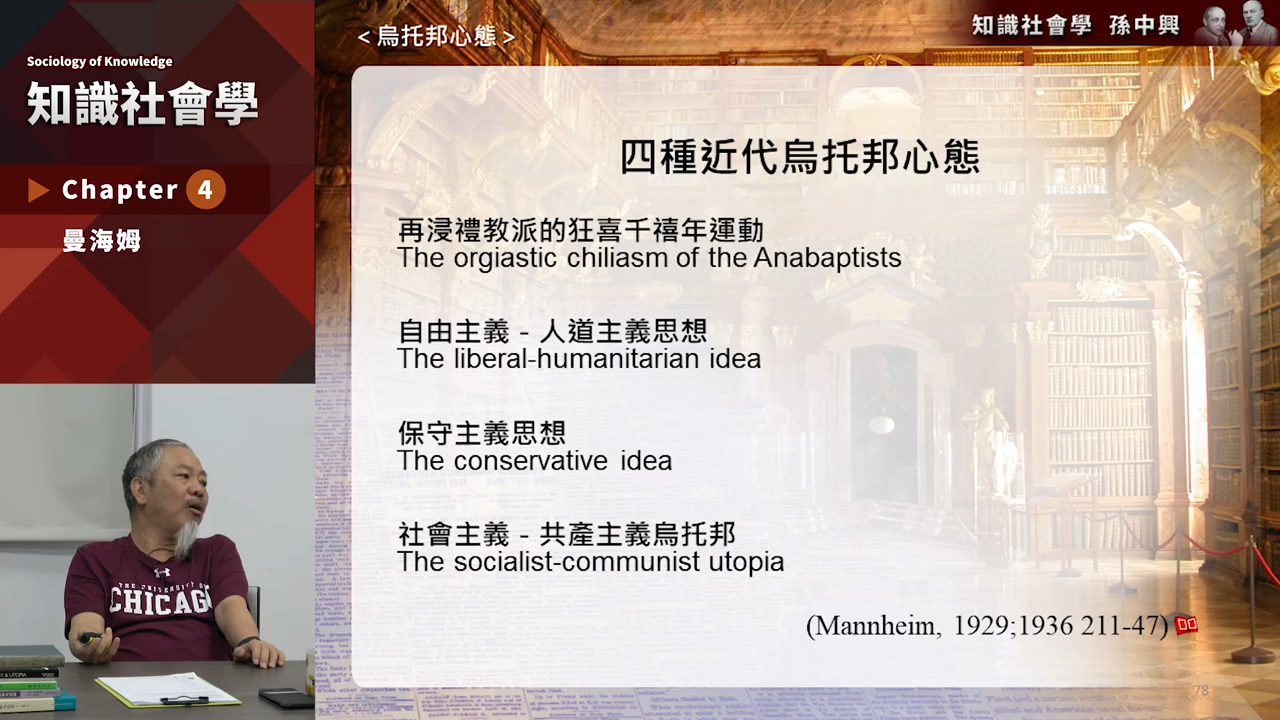 Sociology of Knowledge
知識社會學
Chapter 4
曼海姆
<烏托邦心態>
知識社會學 孫中興
四種近代烏托邦心態
再浸禮教派的狂喜千禧年運動
The orgiastic chiliasm of the Anabaptists
自由主義 - 人道主義思想
The liberal-humanitarian idea
保守主義思想
The conservative idea
社會主義 - 共產主義烏托邦
The socialist-communist utopia
(Mannheim, 1929;1936 211-47)
78
THE UNIVERSITY OF
CHICAGO